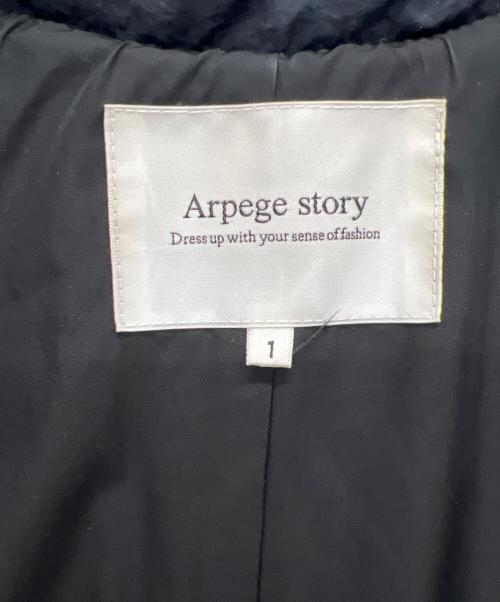 Arpege story
Dress up with your sense of fashion
1